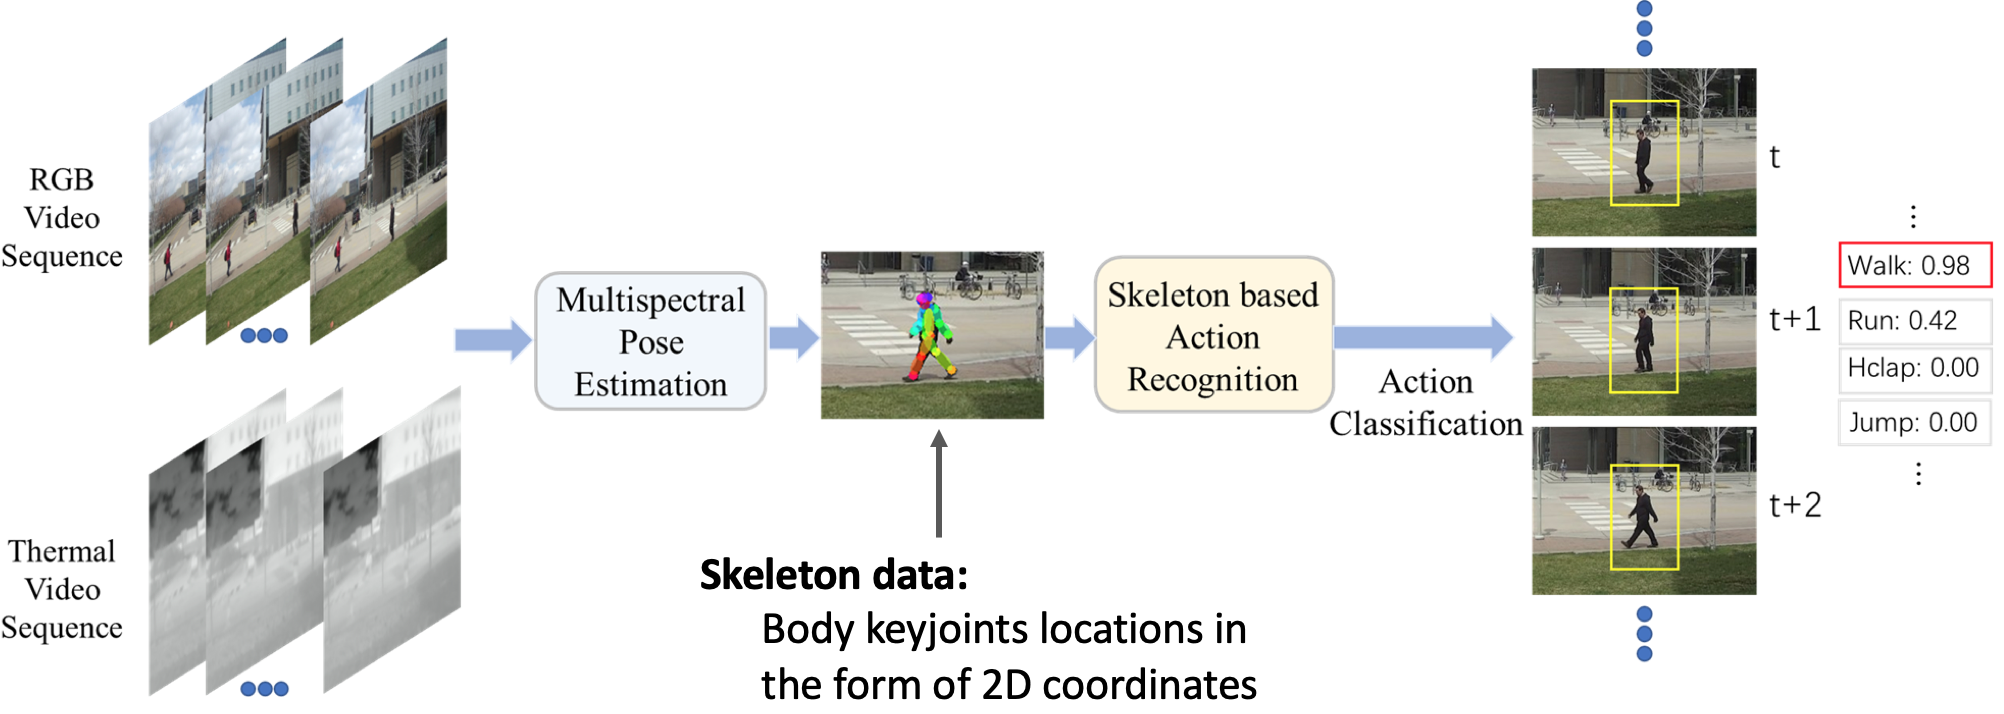 RGB
Video
Sequence
Thermal
Video
Sequence
Multispectral
Pose
Estimation
Skeleton data:
Body keyjoints locations in
the form of 2D coordinates
Skeleton based
Action
Recognition
Action
Classification
t
t+1
t+2
⋮
Walk: 0.98
Run: 0.42
Hclap: 0.00
Jump: 0.00
⋮